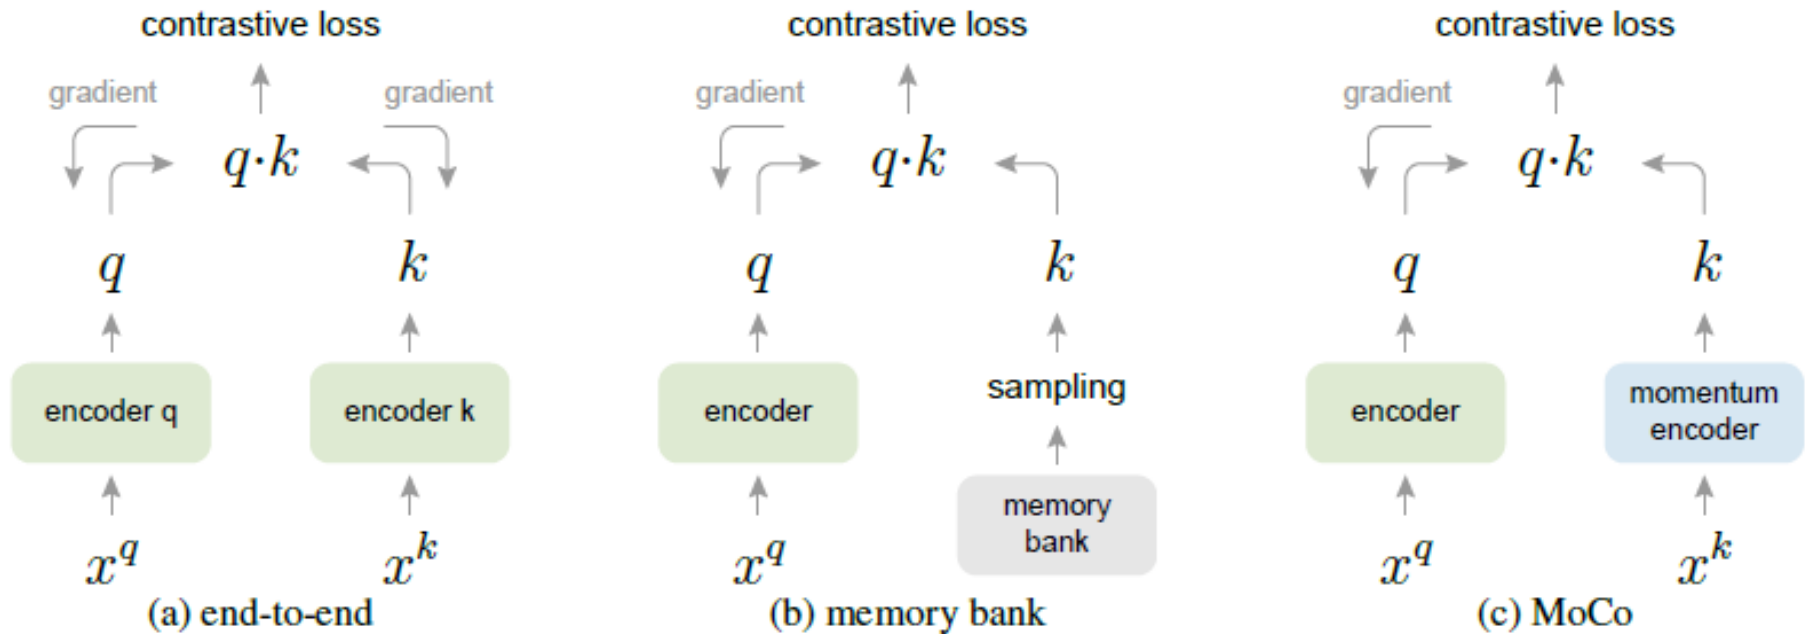 contrastive loss
gradient
gradient
q·k
q
k
encoder q
encoder k
x^q
x^k
(a) end-to-end
contrastive loss
gradient
q·k
q
k
encoder
sampling
memory
bank
x^q
(b) memory bank
contrastive loss
gradient
q·k
q
k
encoder
momentum
encoder
x^q
x^k
(c) MoCo